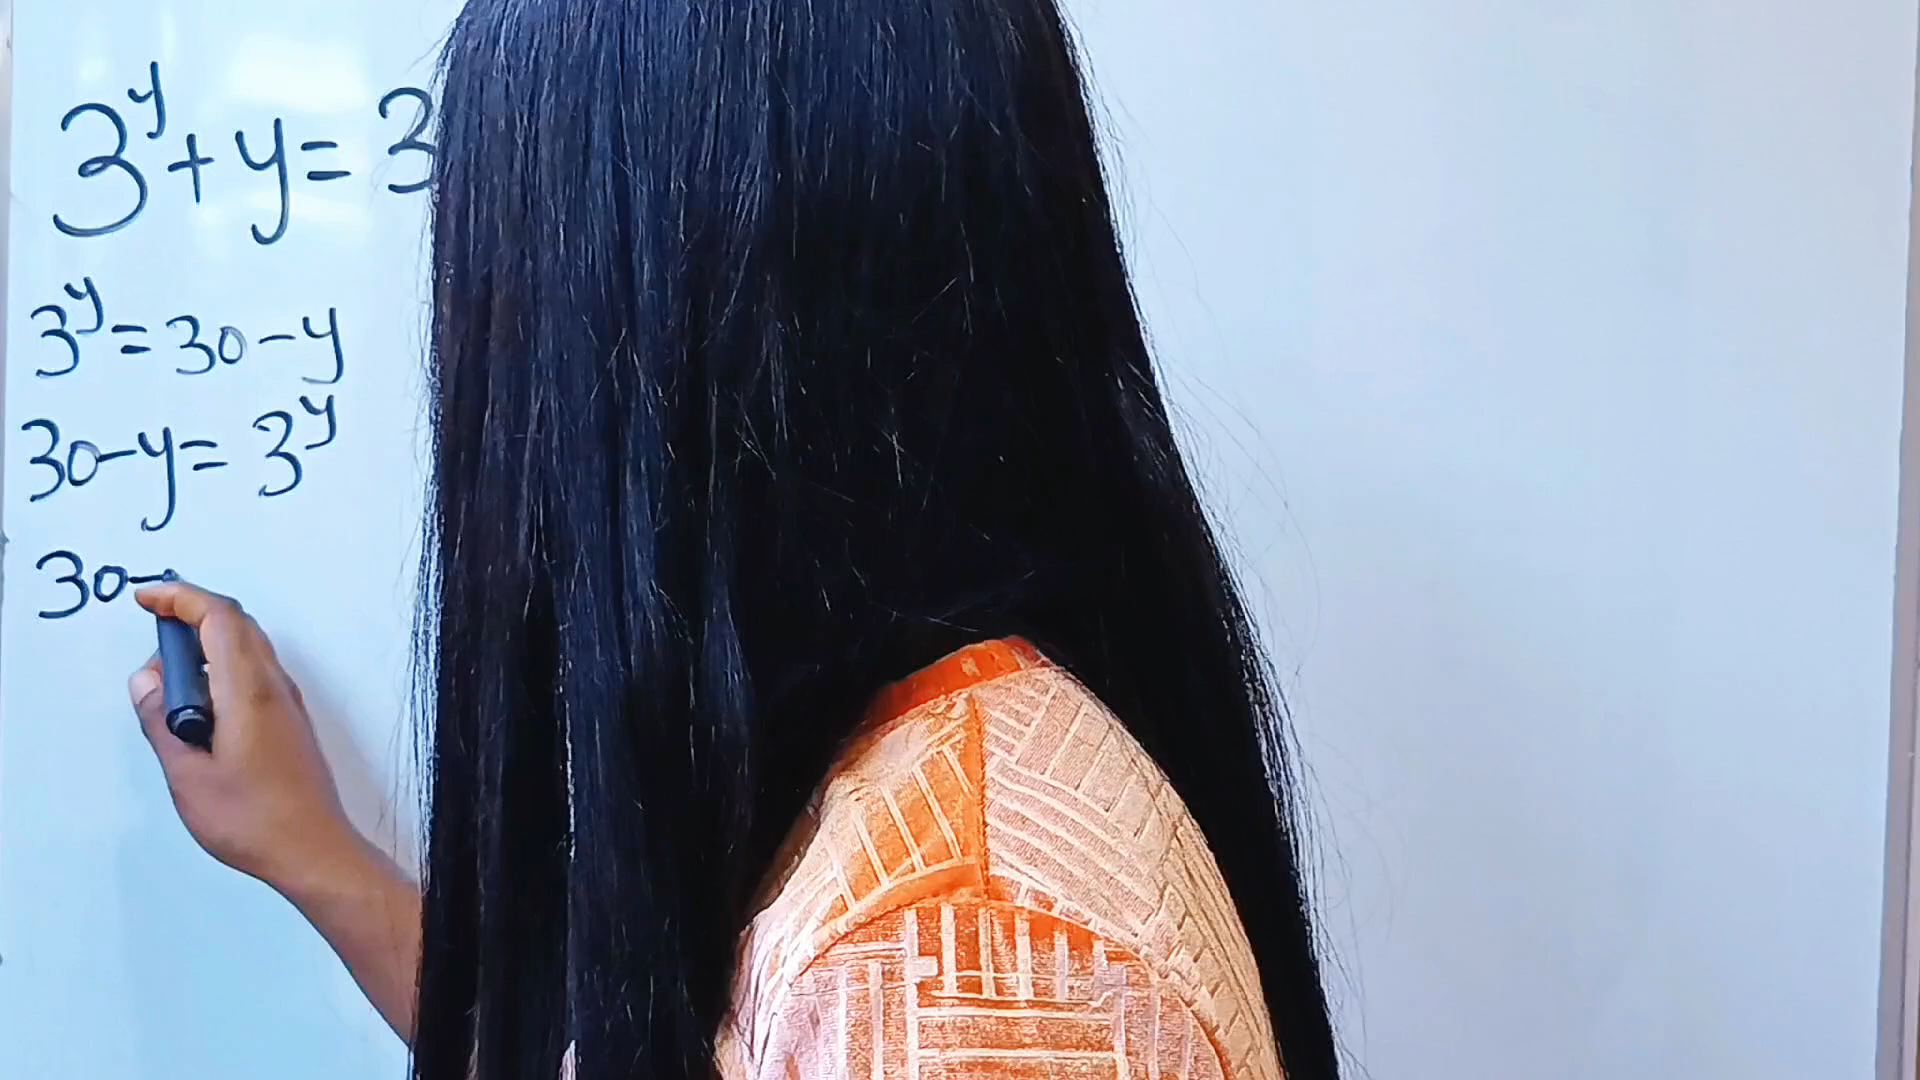 3^y + y = 3
3^y = 30 - y
30 - y = 3^y
30 -